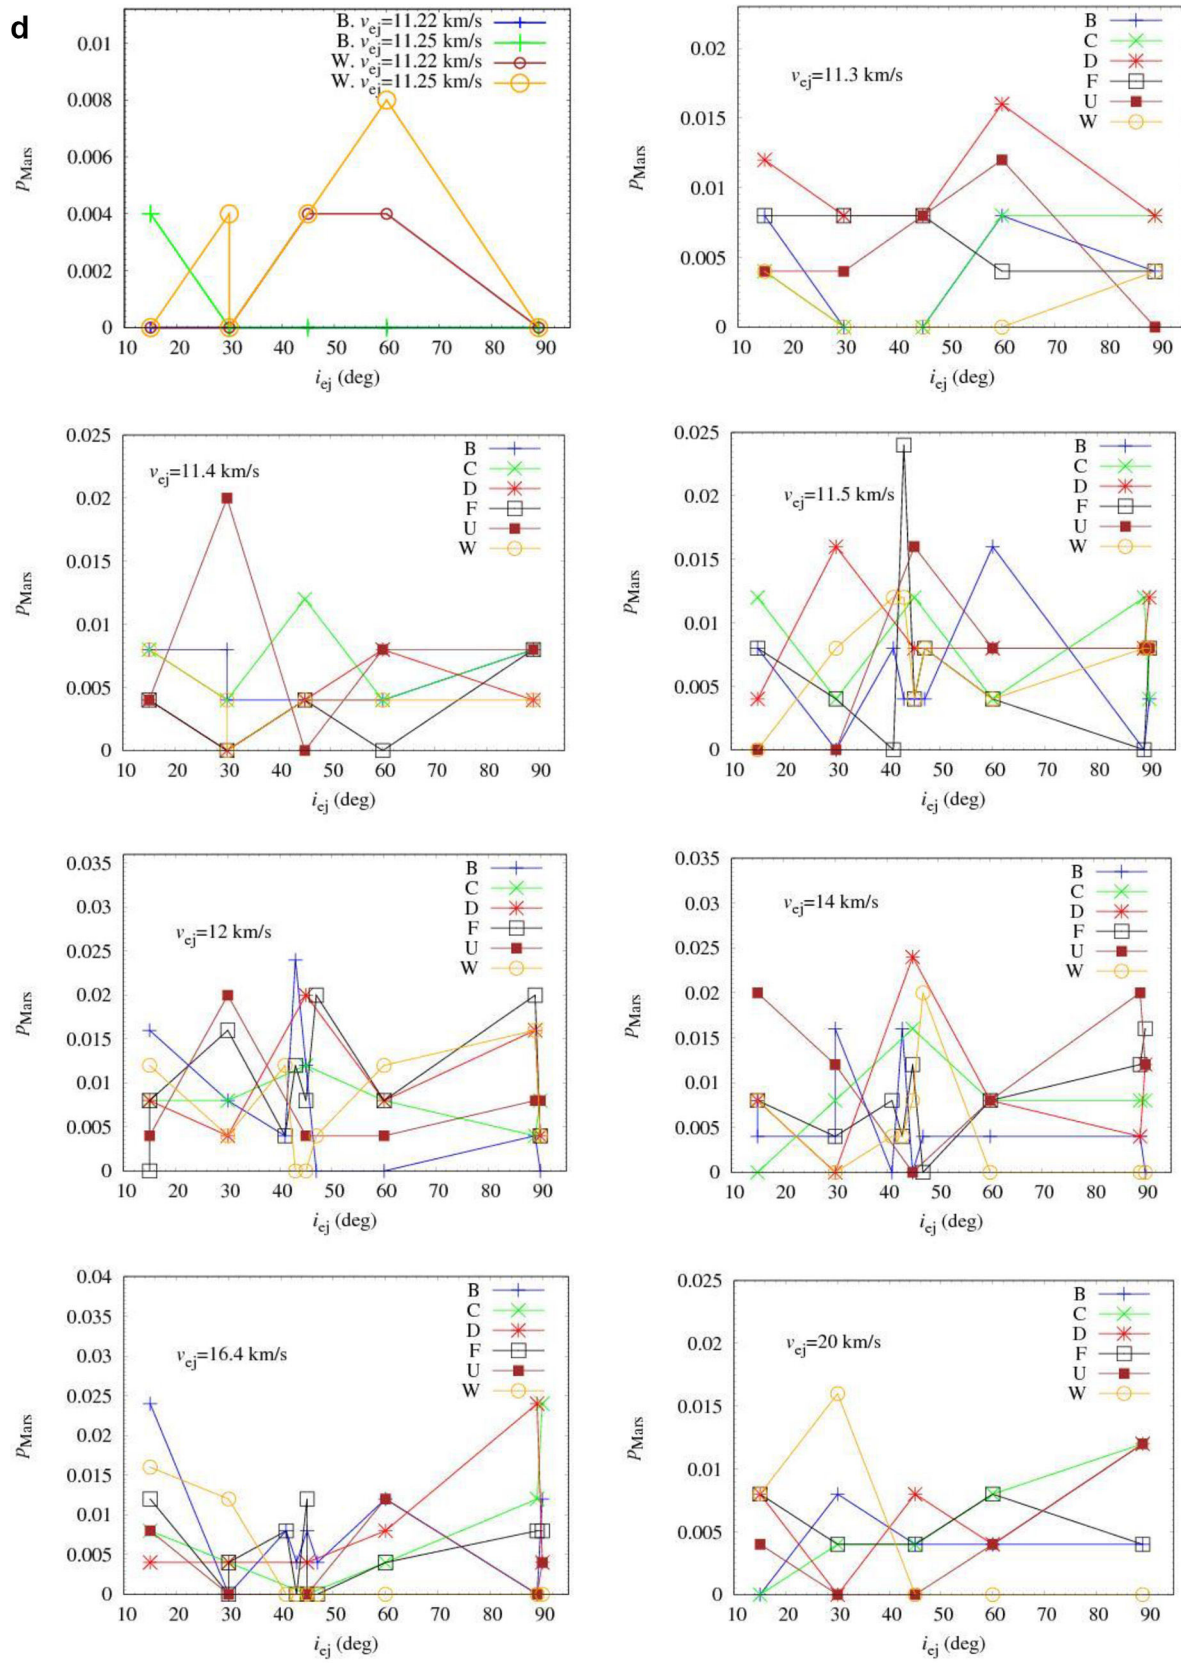 d
B. vej=11.22 km/s
B. vej=11.25 km/s
W. vej=11.22 km/s
W. vej=11.25 km/s
0.01
0.008
0.006
0.004
0.002
0
pMars
10 20 30 40 50 60 70 80 90
iej (deg)
B
C
D
F
U
W
vej=11.3 km/s
0.02
0.015
0.01
0.005
0
pMars
10 20 30 40 50 60 70 80 90
iej (deg)
B
C
D
F
U
W
vej=11.4 km/s
0.025
0.02
0.015
0.01
0.005
0
pMars
10 20 30 40 50 60 70 80 90
iej (deg)
B
C
D
F
U
W
vej=11.5 km/s
0.025
0.02
0.015
0.01
0.005
0
pMars
10 20 30 40 50 60 70 80 90
iej (deg)
B
C
D
F
U
W
vej=12 km/s
0.035
0.03
0.025
0.02
0.015
0.01
0.005
0
pMars
10 20 30 40 50 60 70 80 90
iej (deg)
B
C
D
F
U
W
vej=14 km/s
0.035
0.03
0.025
0.02
0.015
0.01
0.005
0
pMars
10 20 30 40 50 60 70 80 90
iej (deg)
B
C
D
F
U
W
vej=16.4 km/s
0.04
0.035
0.03
0.025
0.02
0.015
0.01
0.005
0
pMars
10 20 30 40 50 60 70 80 90
iej (deg)
B
C
D
F
U
W
vej=20 km/s
0.025
0.02
0.015
0.01
0.005
0
pMars
10 20 30 40 50 60 70 80 90
iej (deg)